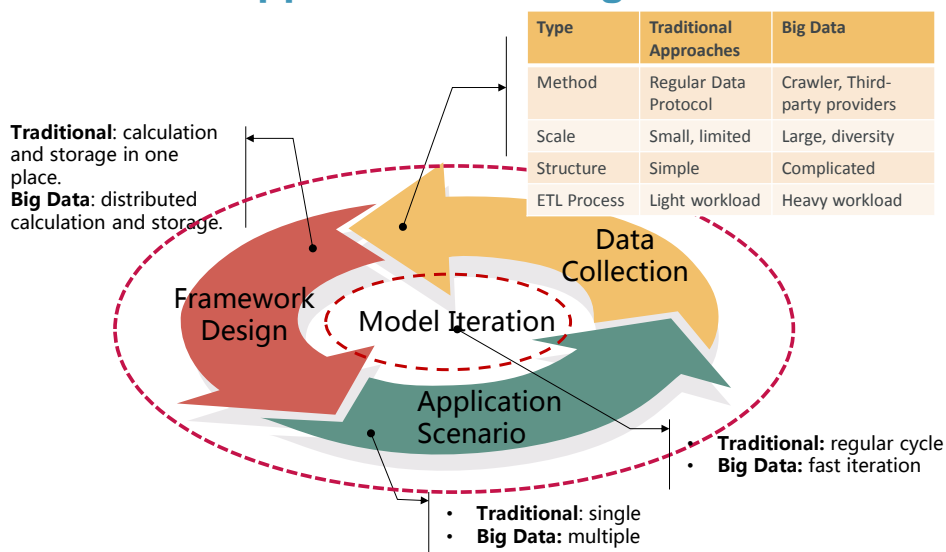 Type Traditional Approaches Big Data
Method Regular Data Protocol Crawler, Third-party providers
Scale Small, limited Large, diversity
Structure Simple Complicated
ETL Process Light workload Heavy workload
Traditional: calculation
and storage in one
place.
Big Data: distributed
calculation and storage.
Data
Collection
Framework
Design
Model Iteration
Application
Scenario
• Traditional: regular cycle
• Big Data: fast iteration
• Traditional: single
• Big Data: multiple